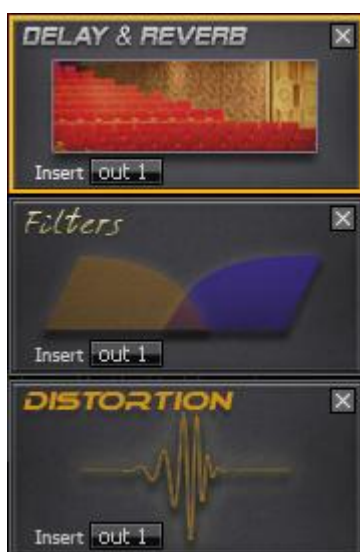 DELAY & REVERB
Insert out 1
Filters
Insert out 1
DISTORTION
Insert out 1